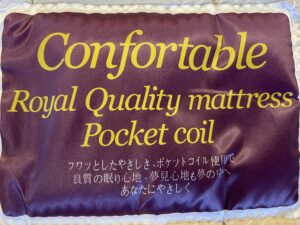 Confortable
Royal Quality mattress
Pocket coil
フワッとしたやさしさ、ポケットコイル使用で
良質の眠り心地・夢見心地も夢の中へ
あなたにやさしく